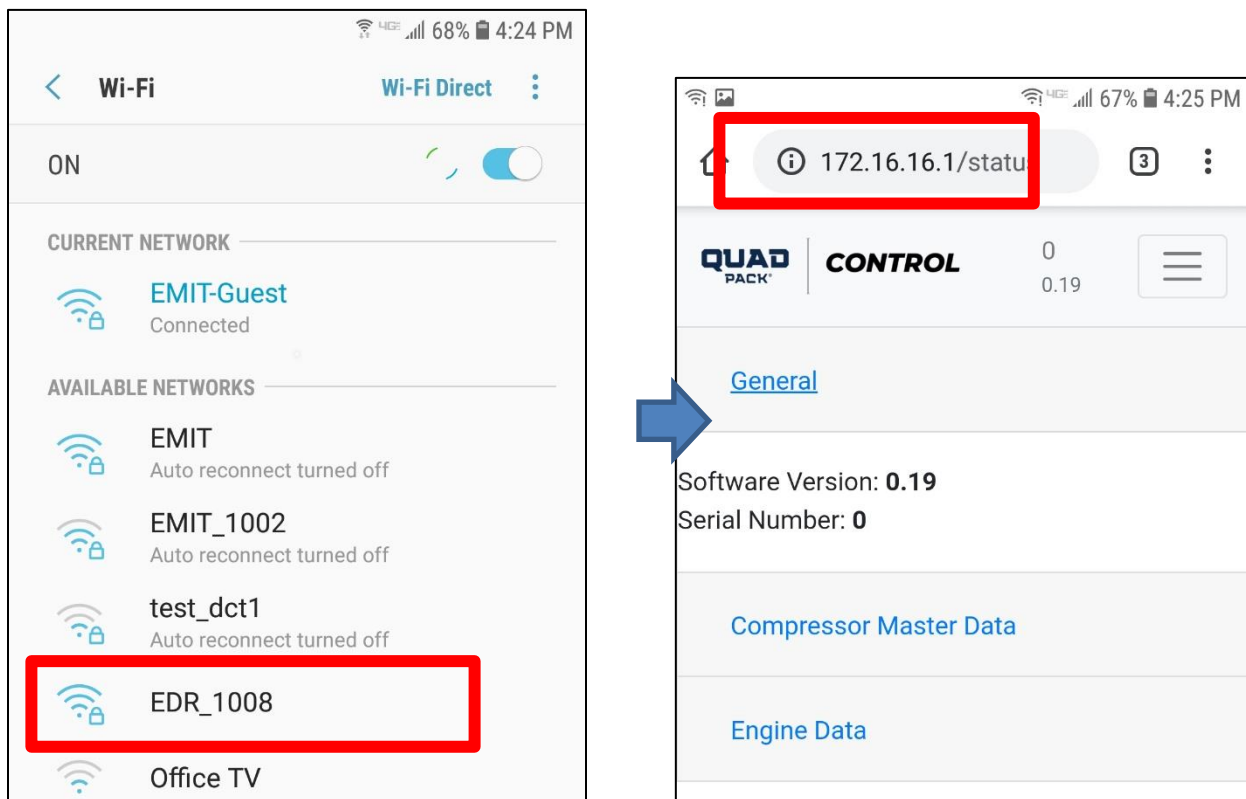 4GE 68% 4:24 PM
Wi-Fi Wi-Fi Direct
ON
CURRENT NETWORK
EMIT-Guest
Connected
AVAILABLE NETWORKS
EMIT
Auto reconnect turned off
EMIT_1002
Auto reconnect turned off
test_dct1
Auto reconnect turned off
EDR_1008
Office TV
4GE 67% 4:25 PM
172.16.16.1/statu 3
QUAD PACK CONTROL 0
0.19
General
Software Version: 0.19
Serial Number: 0
Compressor Master Data
Engine Data